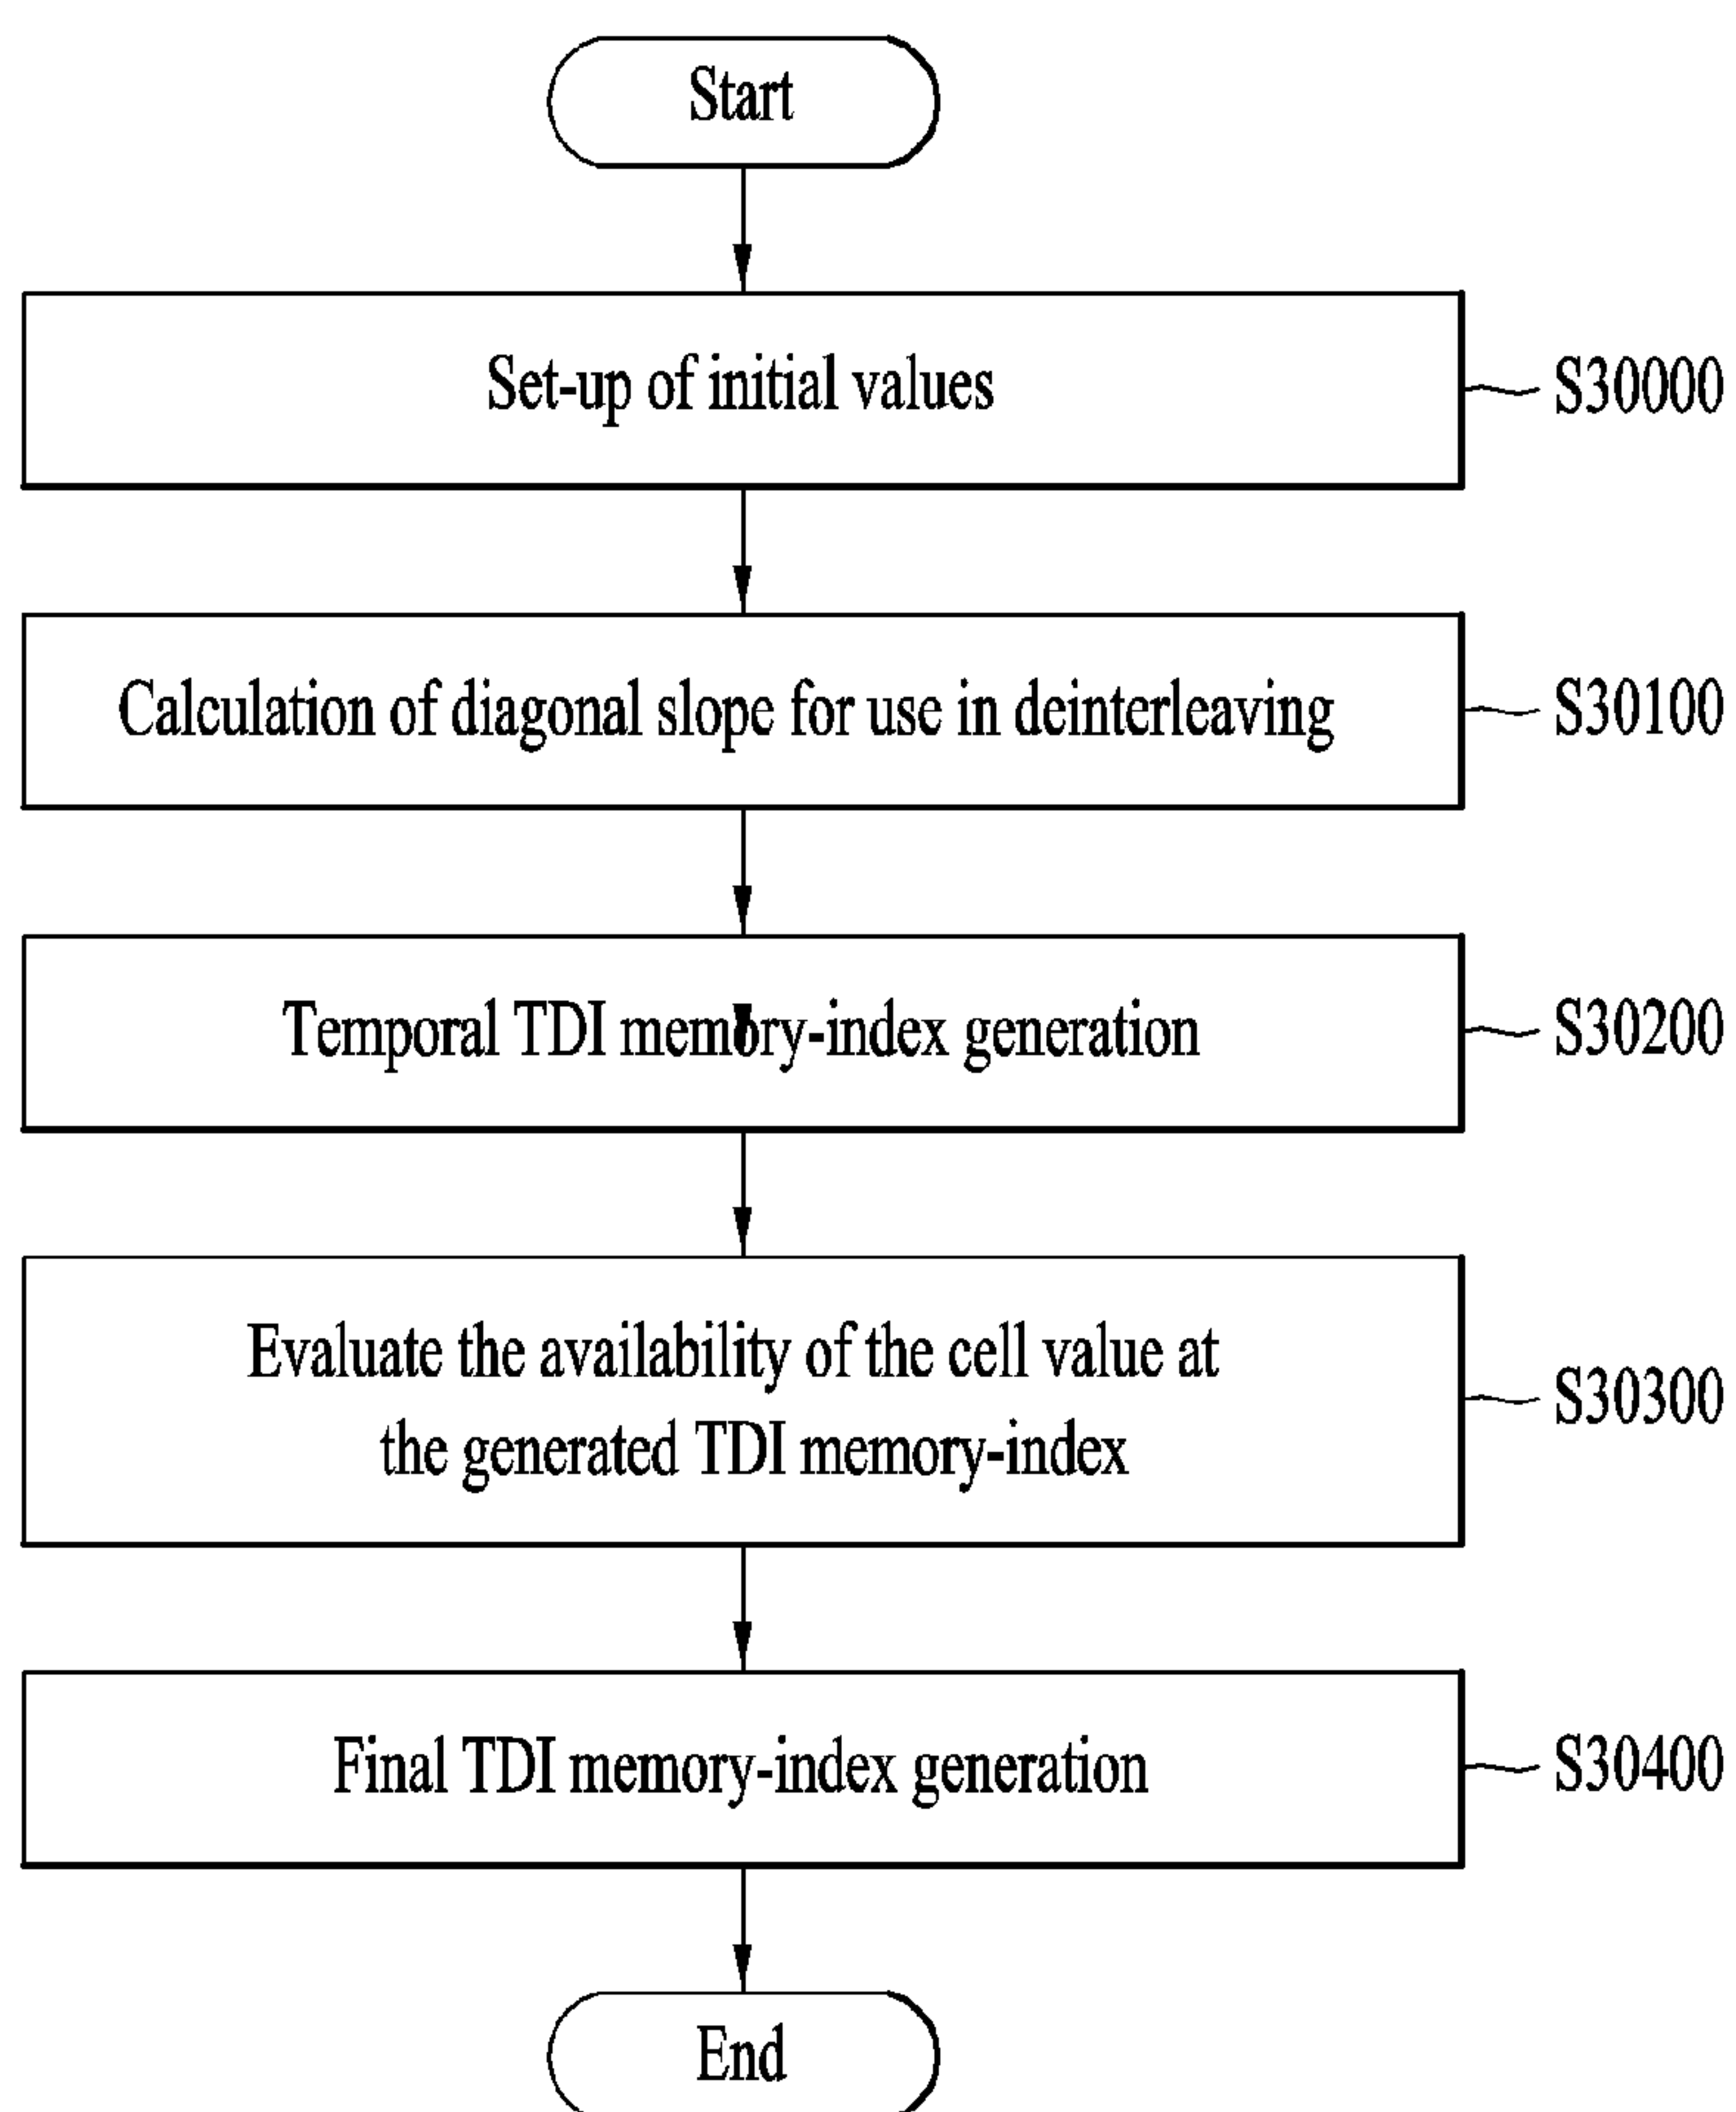 Start
Set-up of initial values
S30000
Calculation of diagonal slope for use in deinterleaving
S30100
Temporal TDI memory-index generation
S30200
Evaluate the availability of the cell value at
the generated TDI memory-index
S30300
Final TDI memory-index generation
S30400
End